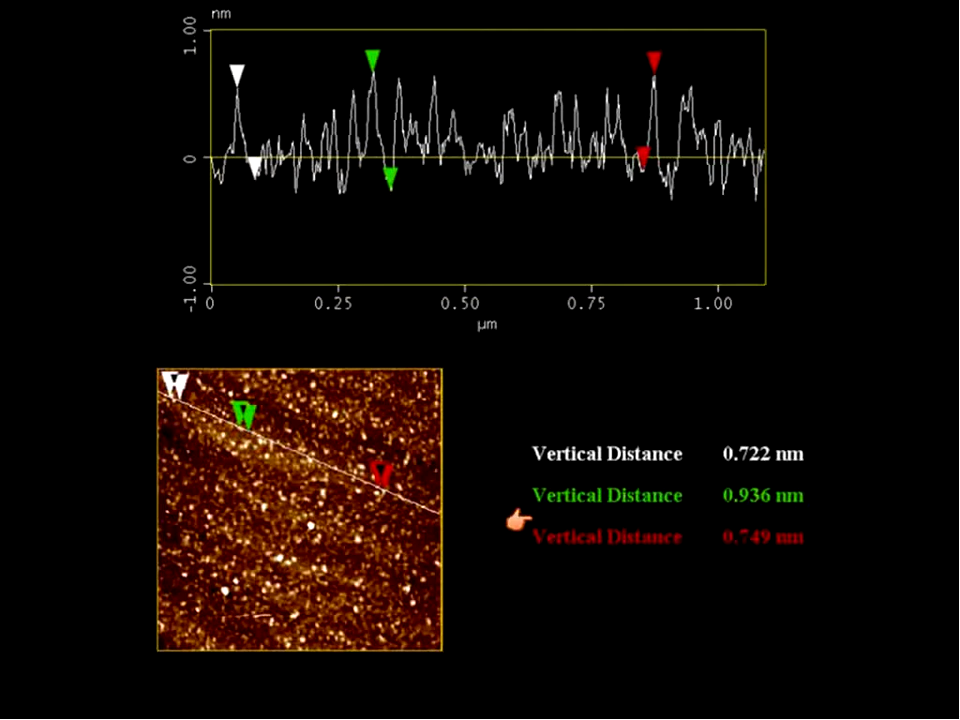 nm
1.00
0
-1.00
0 0.25 0.50 0.75 1.00
µm
Vertical Distance 0.722 nm
Vertical Distance 0.936 nm
Vertical Distance 0.749 nm